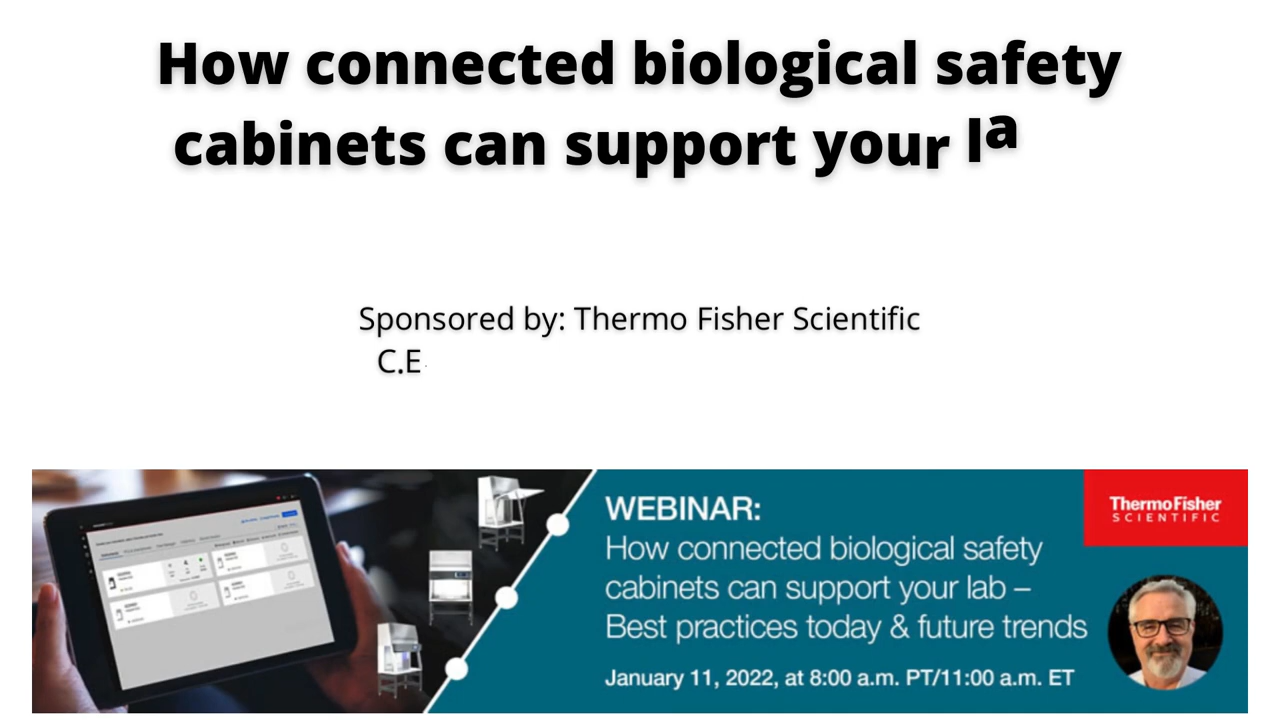 How connected biological safety
cabinets can support your la
Sponsored by: Thermo Fisher Scientific
C.E
WEBINAR:
How connected biological safety
cabinets can support your lab –
Best practices today & future trends
January 11, 2022, at 8:00 a.m. PT/11:00 a.m. ET
ThermoFisher
SCIENTIFIC